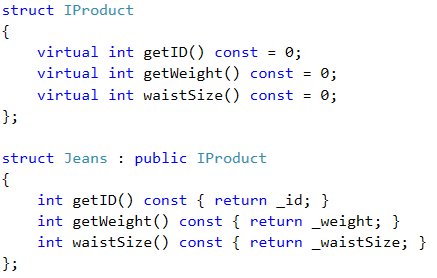 struct IProduct
{
    virtual int getID() const = 0;
    virtual int getWeight() const = 0;
    virtual int waistSize() const = 0;
};

struct Jeans : public IProduct
{
    int getID() const { return _id; }
    int getWeight() const { return _weight; }
    int waistSize() const { return _waistSize; }
};